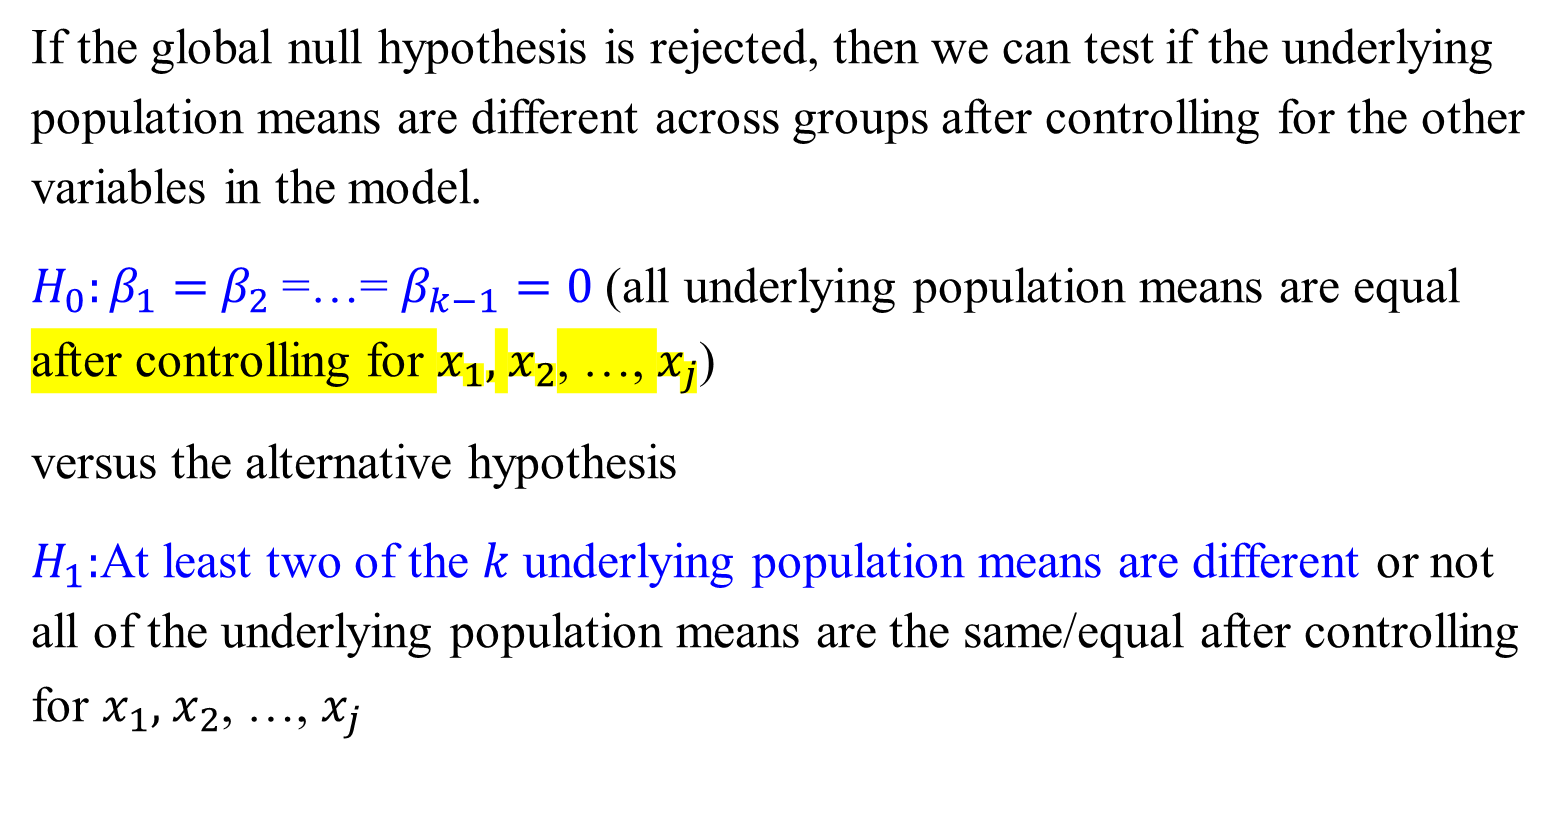 If the global null hypothesis is rejected, then we can test if the underlying
population means are different across groups after controlling for the other
variables in the model.
H₀: β₁ = β₂ =…= βₖ₋₁ = 0 (all underlying population means are equal
after controlling for x₁, x₂, …, xⱼ)
versus the alternative hypothesis
H₁:At least two of the k underlying population means are different or not
all of the underlying population means are the same/equal after controlling
for x₁, x₂, …, xⱼ